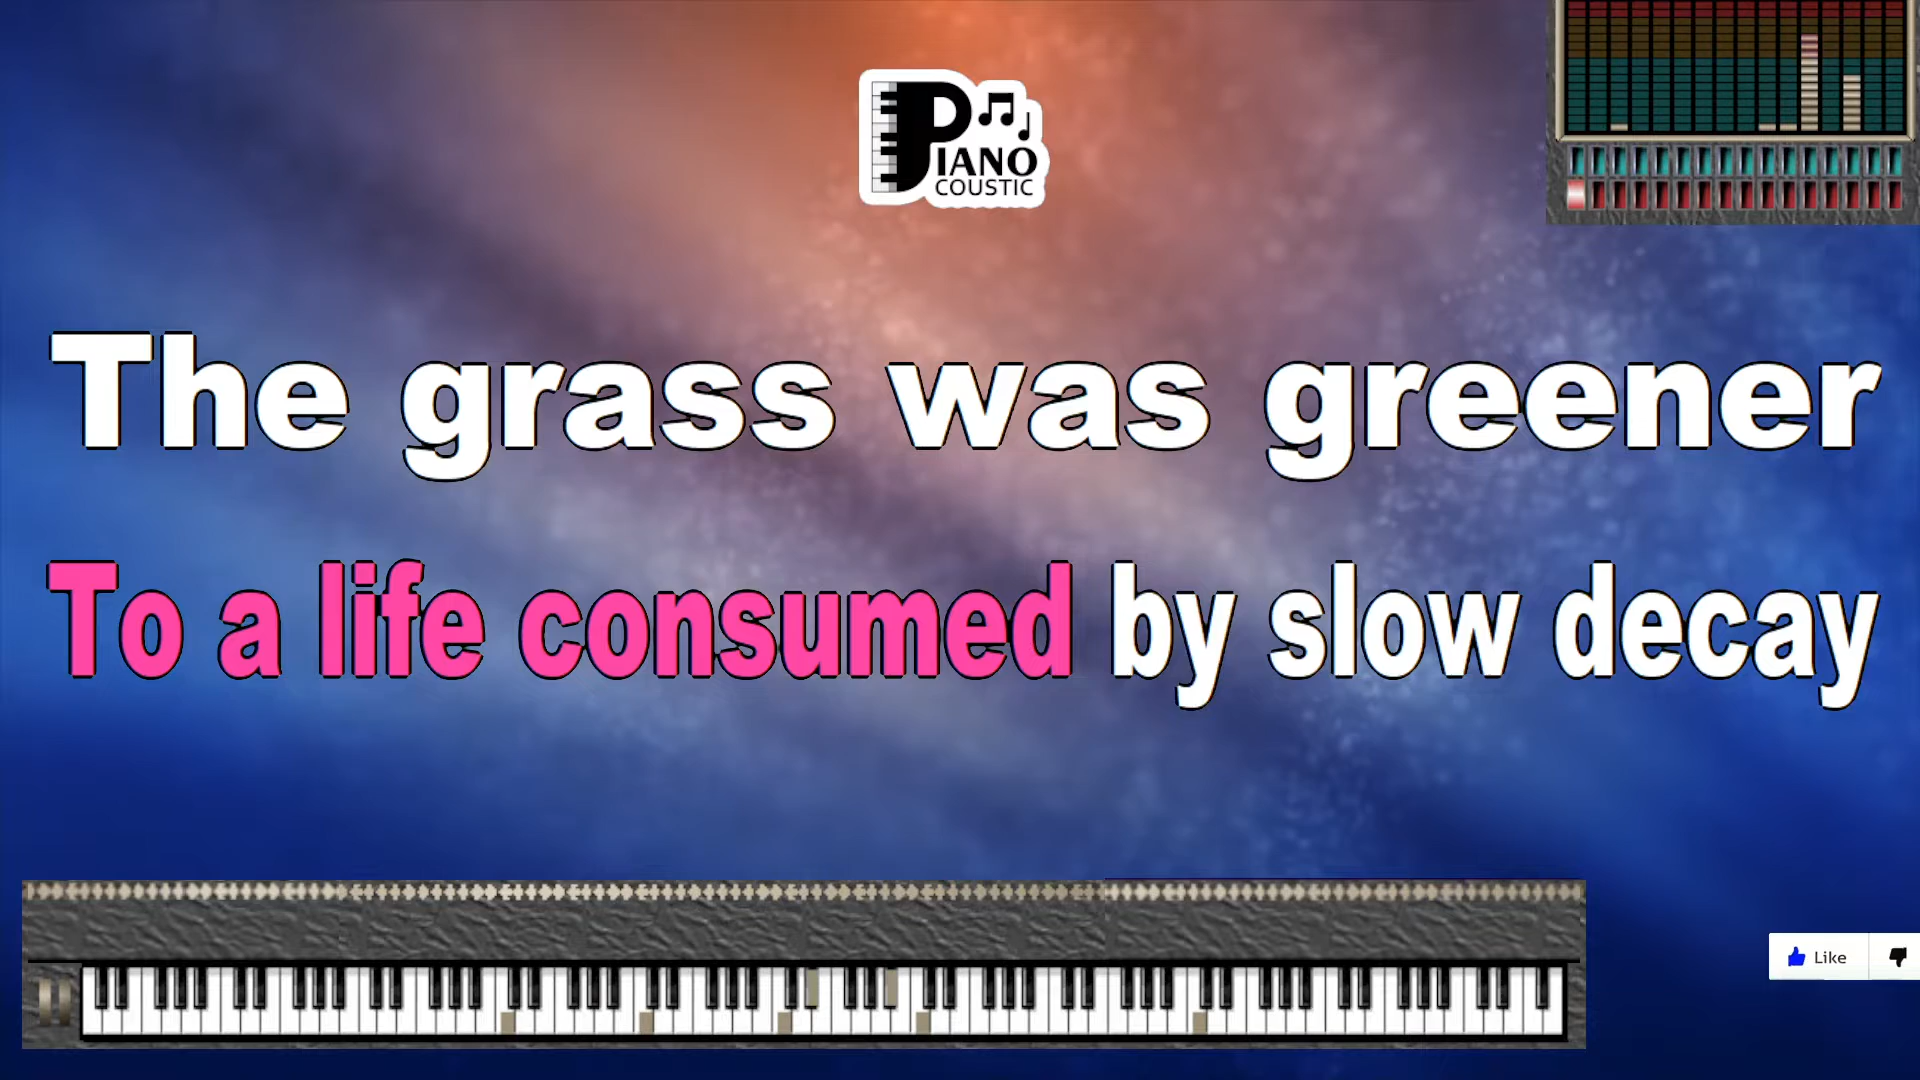 PIANO
COUSTIC
The grass was greener
To a life consumed by slow decay
Like